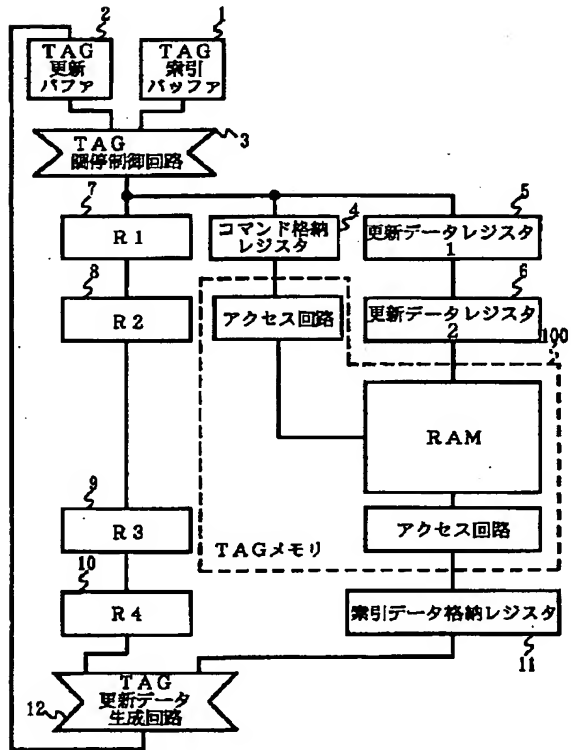 2
1
TAG
更新
バファ
TAG
索引
バッファ
3
TAG
調停制御回路
7
R1
4
コマンド格納
レジスタ
5
更新データレジスタ
1
8
R2
アクセス回路
6
更新データレジスタ
2
100
RAM
9
R3
TAGメモリ
アクセス回路
10
R4
索引データ格納レジスタ
11
TAG
更新データ
生成回路
12